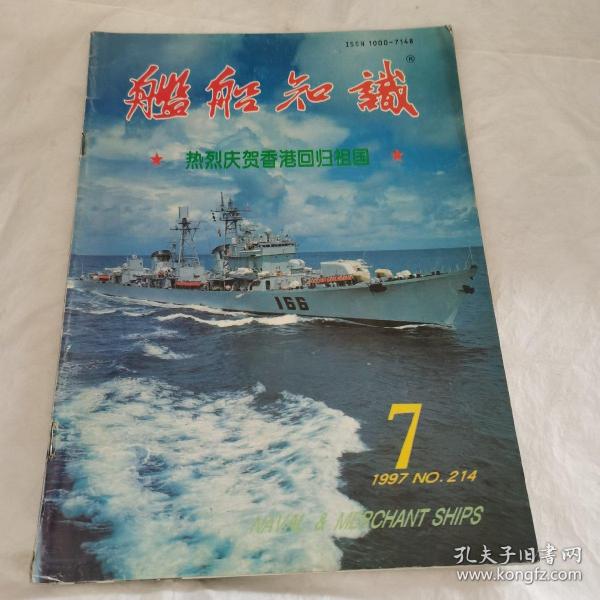 ISSN 1000-7148
艦船知識®
★ 热烈庆贺香港回归祖国 ★
166
7
1997 NO.214
NAVAL & MERCHANT SHIPS
孔夫子旧书网
www.kongfz.com